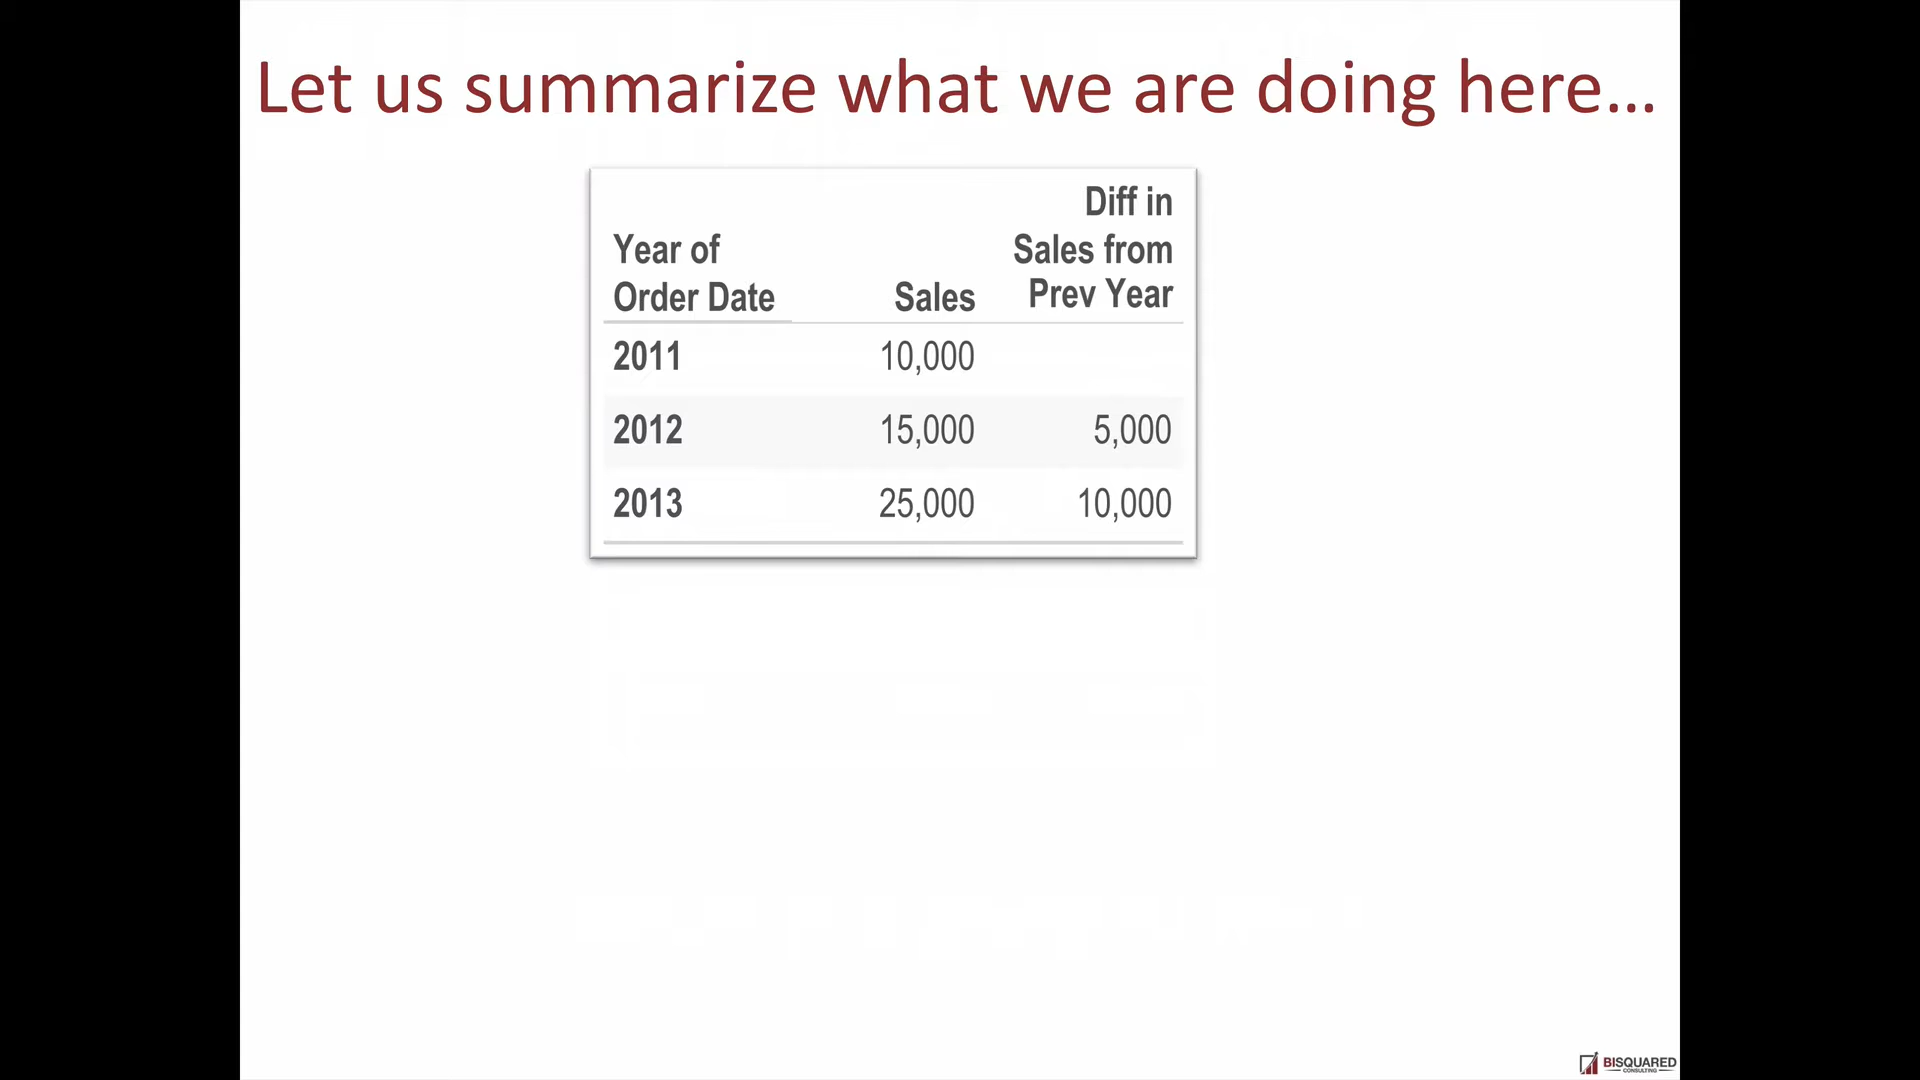 Let us summarize what we are doing here...
Diff in
Year of Sales from
Order Date Sales Prev Year
2011 10,000
2012 15,000 5,000
2013 25,000 10,000
BISQUARED
CONSULTING